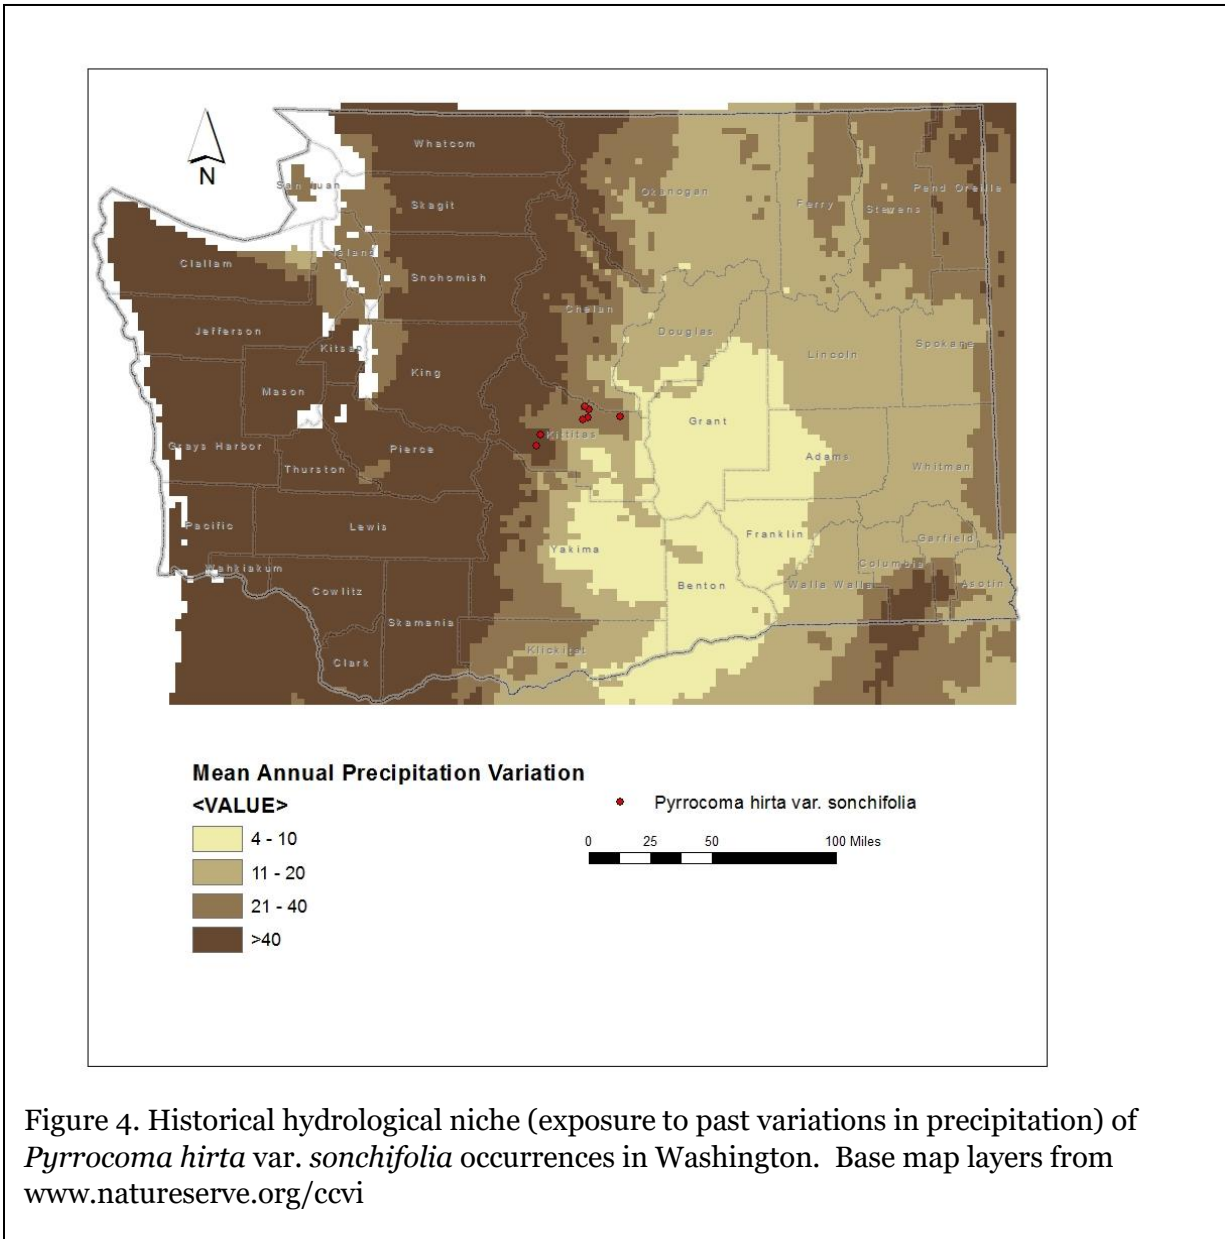 N
Whatcom
San Juan
Skagit
Okanogan
Ferry
Stevens
Pend Oreille
Island
Clallam
Snohomish
Chelan
Jefferson
Kitsap
King
Douglas
Lincoln
Spokane
Mason
Grant
Grays Harbor
Thurston
Pierce
Kittitas
Adams
Whitman
Pacific
Lewis
Yakima
Franklin
Garfield
Wahkiakum
Cowlitz
Benton
Walla Walla
Columbia
Asotin
Skamania
Clark
Klickitat
Mean Annual Precipitation Variation
<VALUE>
4 - 10
11 - 20
21 - 40
>40
Pyrrocoma hirta var. sonchifolia
0 25 50 100 Miles
Figure 4. Historical hydrological niche (exposure to past variations in precipitation) of
Pyrrocoma hirta var. sonchifolia occurrences in Washington. Base map layers from
www.natureserve.org/ccvi